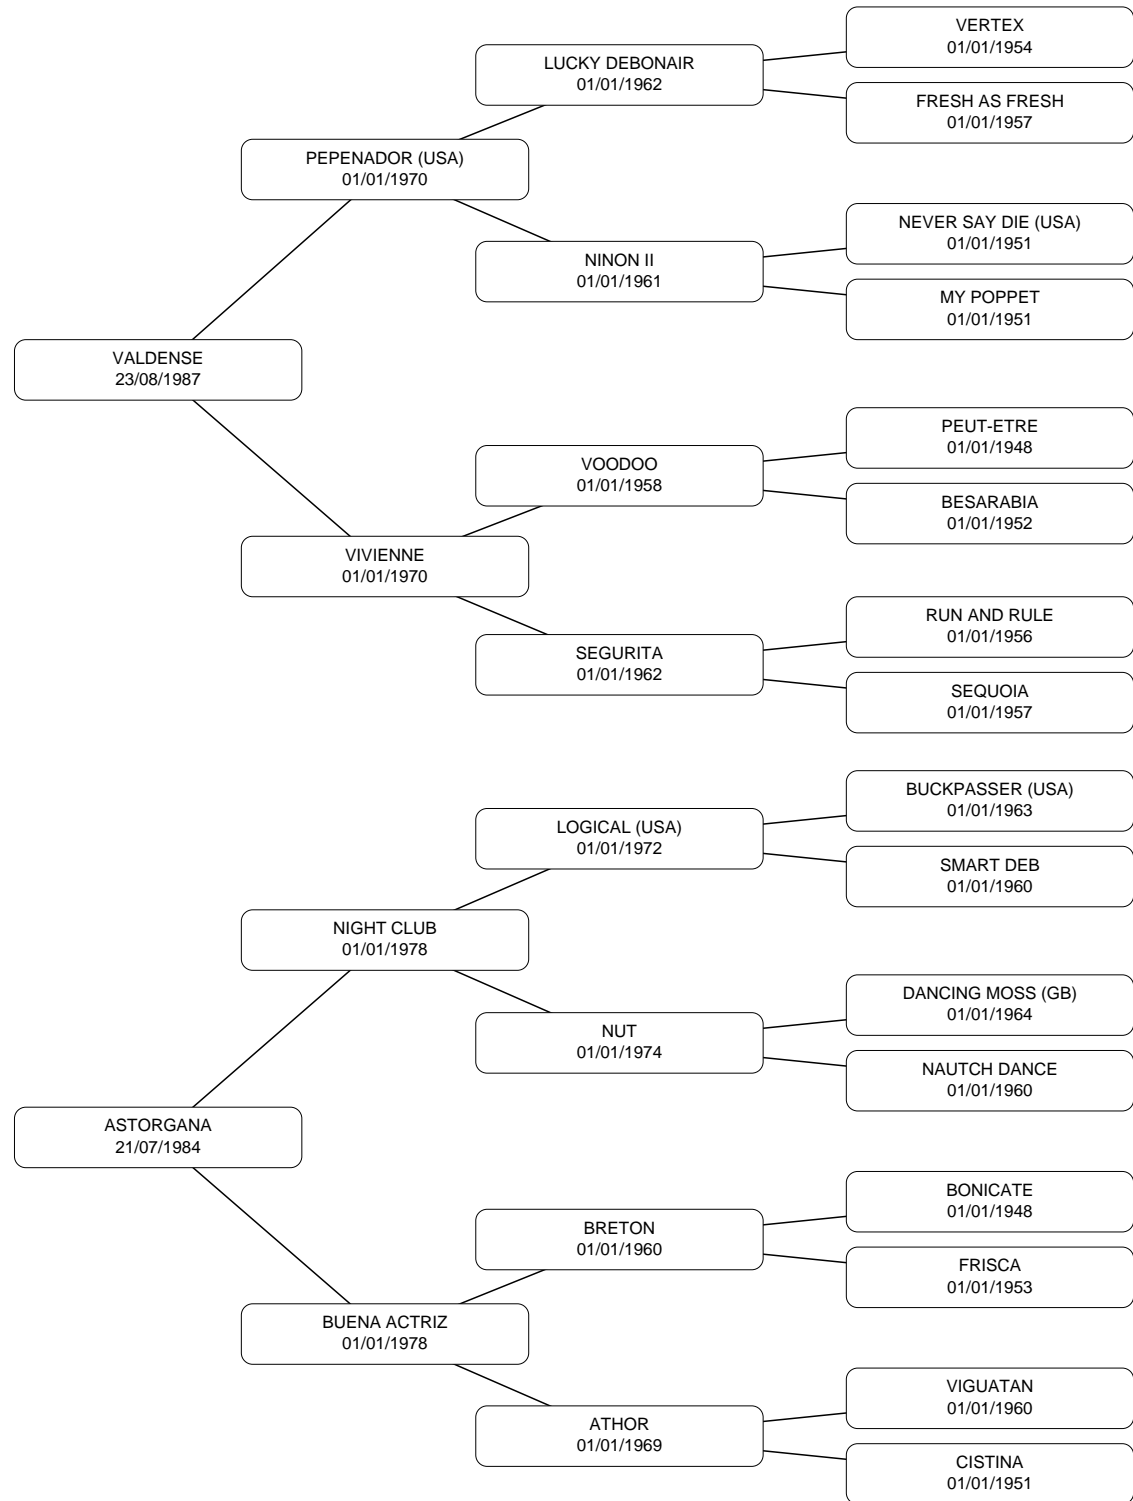 VERTEX
01/01/1954
LUCKY DEBONAIR
01/01/1962
FRESH AS FRESH
01/01/1957
PEPENADOR (USA)
01/01/1970
NEVER SAY DIE (USA)
01/01/1951
NINON II
01/01/1961
MY POPPET
01/01/1951
VALDENSE
23/08/1987
PEUT-ETRE
01/01/1948
VOODOO
01/01/1958
BESARABIA
01/01/1952
VIVIENNE
01/01/1970
RUN AND RULE
01/01/1956
SEGURITA
01/01/1962
SEQUOIA
01/01/1957
BUCKPASSER (USA)
01/01/1963
LOGICAL (USA)
01/01/1972
SMART DEB
01/01/1960
NIGHT CLUB
01/01/1978
DANCING MOSS (GB)
01/01/1964
NUT
01/01/1974
NAUTCH DANCE
01/01/1960
ASTORGANA
21/07/1984
BONICATE
01/01/1948
BRETON
01/01/1960
FRISCA
01/01/1953
BUENA ACTRIZ
01/01/1978
VIGUATAN
01/01/1960
ATHOR
01/01/1969
CISTINA
01/01/1951